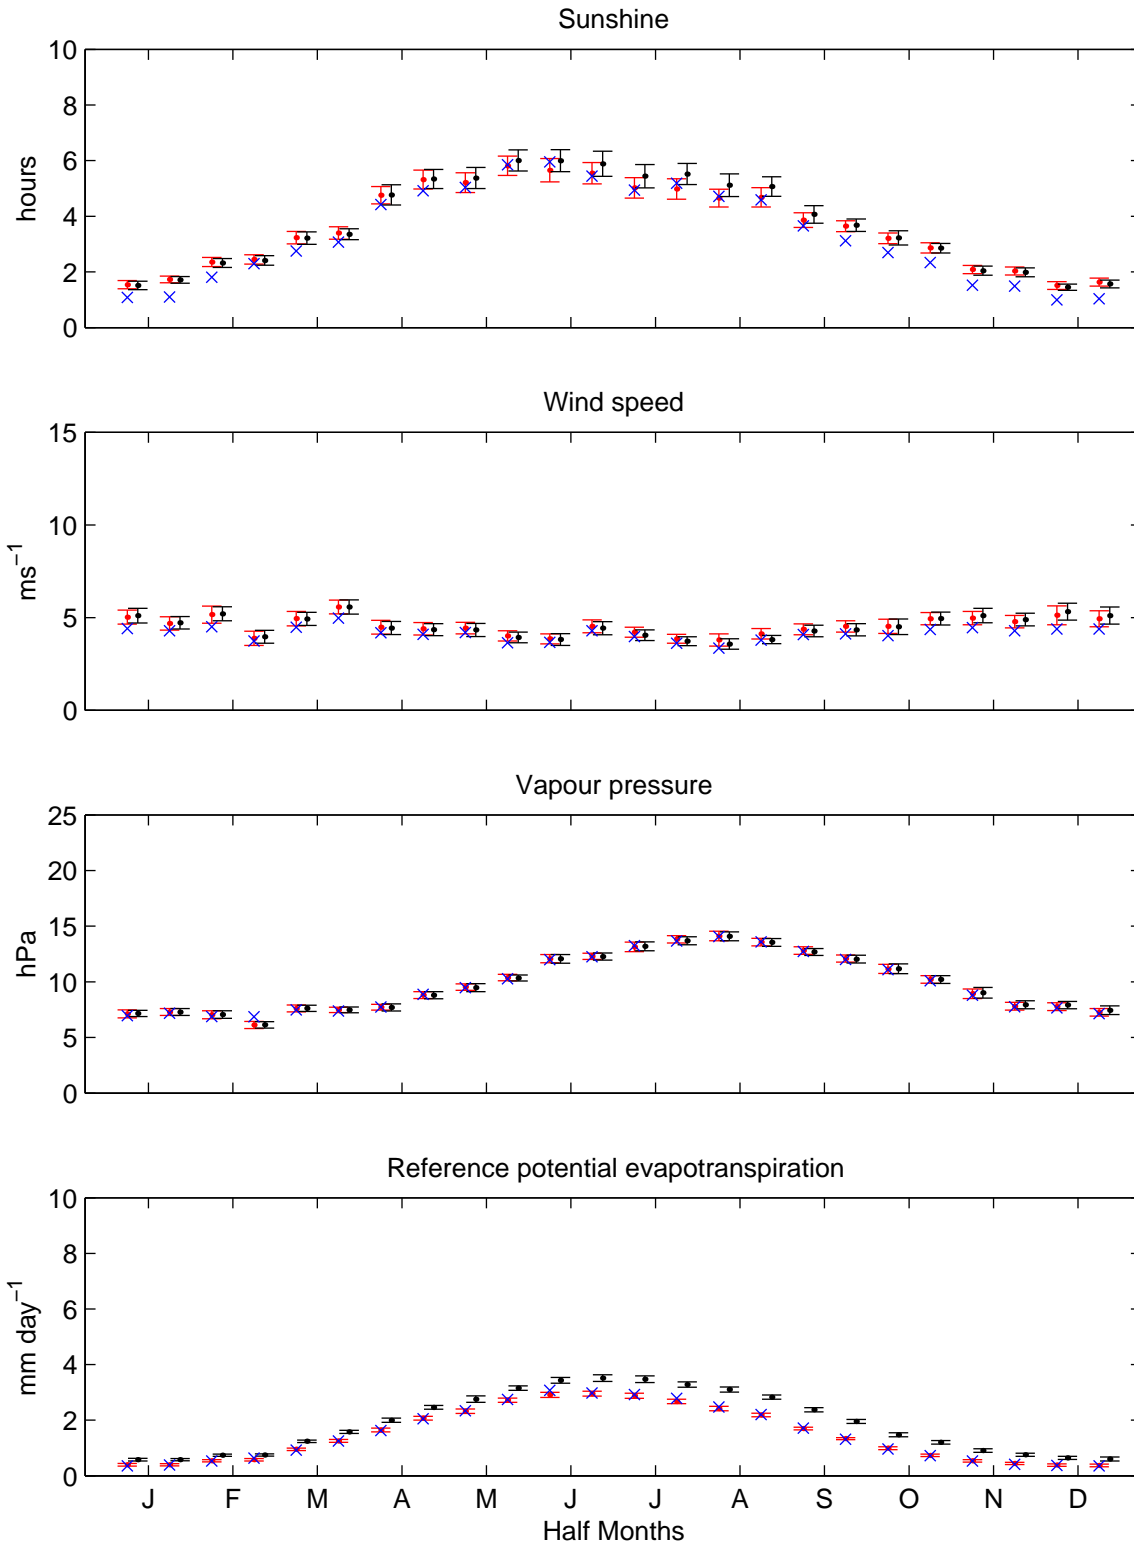 Sunshine
10
8
6
4
2
0
hours
Wind speed
15
10
5
0
ms⁻¹
Vapour pressure
25
20
15
10
5
0
hPa
Reference potential evapotranspiration
10
8
6
4
2
0
mm day⁻¹
J F M A M J J A S O N D
Half Months